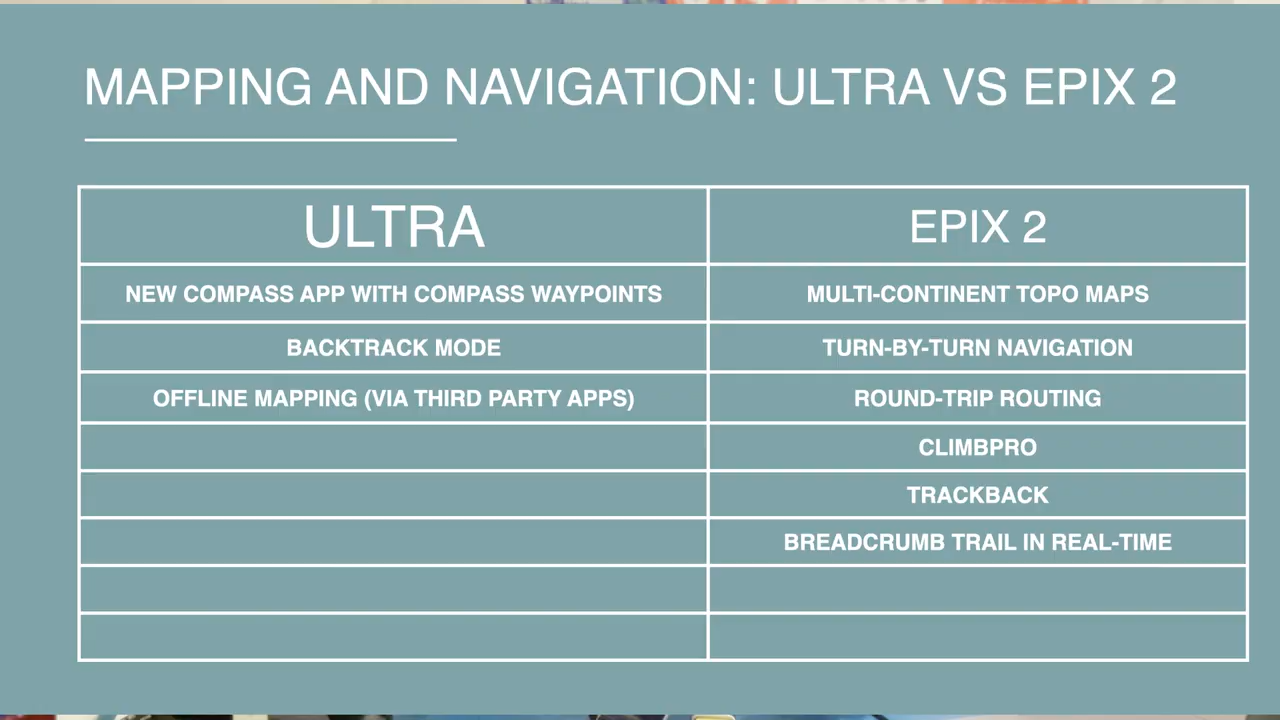 MAPPING AND NAVIGATION: ULTRA VS EPIX 2
ULTRA
EPIX 2
NEW COMPASS APP WITH COMPASS WAYPOINTS
MULTI-CONTINENT TOPO MAPS
BACKTRACK MODE
TURN-BY-TURN NAVIGATION
OFFLINE MAPPING (VIA THIRD PARTY APPS)
ROUND-TRIP ROUTING
CLIMBPRO
TRACKBACK
BREADCRUMB TRAIL IN REAL-TIME